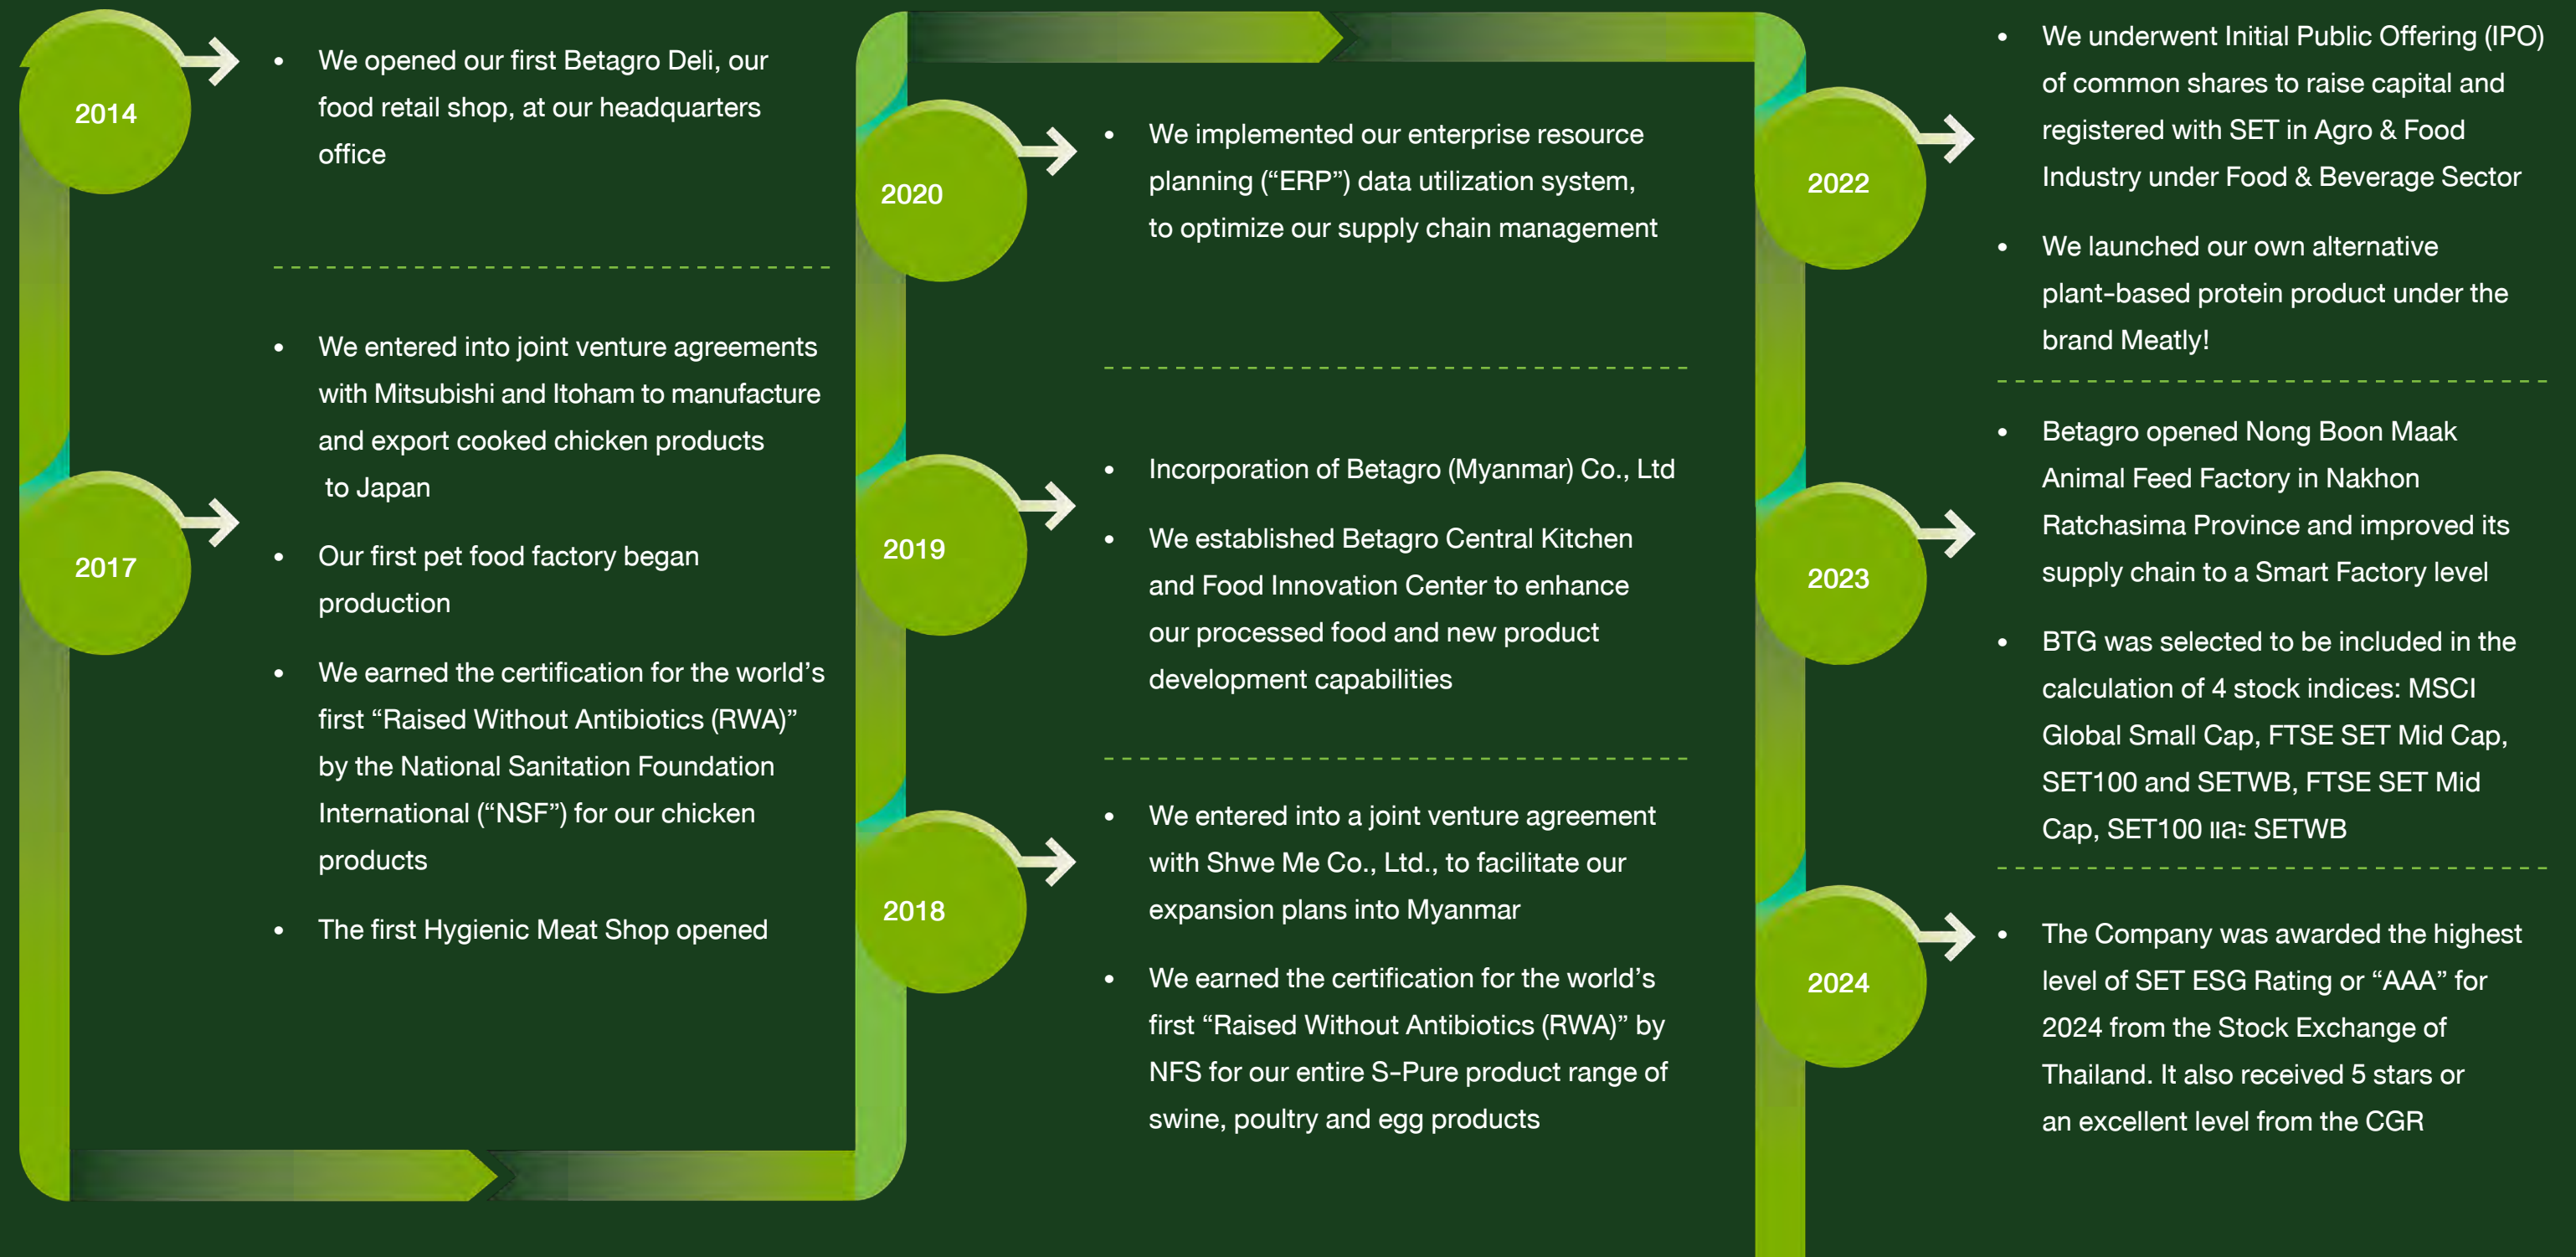 2014
• We opened our first Betagro Deli, our
food retail shop, at our headquarters
office
2017
• We entered into joint venture agreements
with Mitsubishi and Itoham to manufacture
and export cooked chicken products
to Japan
• Our first pet food factory began
production
• We earned the certification for the world's
first “Raised Without Antibiotics (RWA)”
by the National Sanitation Foundation
International (“NSF”) for our chicken
products
• The first Hygienic Meat Shop opened
2018
• We entered into a joint venture agreement
with Shwe Me Co., Ltd., to facilitate our
expansion plans into Myanmar
• We earned the certification for the world's
first “Raised Without Antibiotics (RWA)” by
NFS for our entire S-Pure product range of
swine, poultry and egg products
2019
• Incorporation of Betagro (Myanmar) Co., Ltd
• We established Betagro Central Kitchen
and Food Innovation Center to enhance
our processed food and new product
development capabilities
2020
• We implemented our enterprise resource
planning (“ERP”) data utilization system,
to optimize our supply chain management
2022
• We underwent Initial Public Offering (IPO)
of common shares to raise capital and
registered with SET in Agro & Food
Industry under Food & Beverage Sector
• We launched our own alternative
plant-based protein product under the
brand Meatly!
2023
• Betagro opened Nong Boon Maak
Animal Feed Factory in Nakhon
Ratchasima Province and improved its
supply chain to a Smart Factory level
• BTG was selected to be included in the
calculation of 4 stock indices: MSCI
Global Small Cap, FTSE SET Mid Cap,
SET100 and SETWB, FTSE SET Mid
Cap, SET100 และ SETWB
2024
• The Company was awarded the highest
level of SET ESG Rating or “AAA” for
2024 from the Stock Exchange of
Thailand. It also received 5 stars or
an excellent level from the CGR